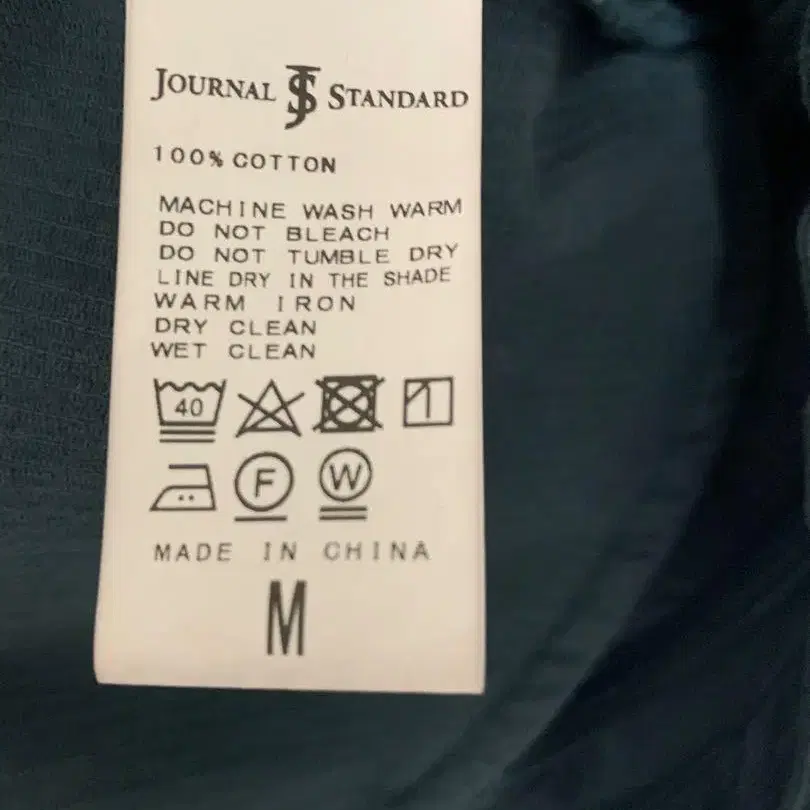 JOURNAL JS STANDARD
100% COTTON
MACHINE WASH WARM
DO NOT BLEACH
DO NOT TUMBLE DRY
LINE DRY IN THE SHADE
WARM IRON
DRY CLEAN
WET CLEAN
40
F W
MADE IN CHINA
M